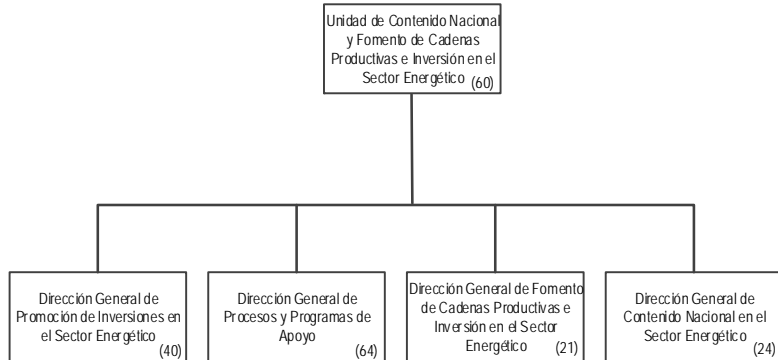 Unidad de Contenido Nacional
y Fomento de Cadenas
Productivas e Inversión en el
Sector Energético (60)
Dirección General de
Promoción de Inversiones en
el Sector Energético
(40)
Dirección General de
Procesos y Programas de
Apoyo
(64)
Dirección General de Fomento
de Cadenas Productivas e
Inversión en el Sector
Energético
(21)
Dirección General de
Contenido Nacional en el
Sector Energético
(24)